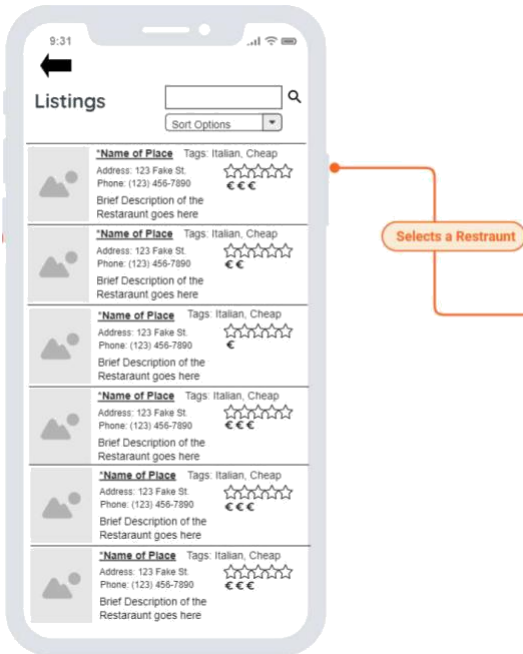 9:31
Listings
Sort Options
*Name of Place Tags: Italian, Cheap
Address: 123 Fake St.
Phone: (123) 456-7890 €€€
Brief Description of the
Restaraunt goes here
*Name of Place Tags: Italian, Cheap
Address: 123 Fake St.
Phone: (123) 456-7890 €€
Brief Description of the
Restaraunt goes here
*Name of Place Tags: Italian, Cheap
Address: 123 Fake St.
Phone: (123) 456-7890 €
Brief Description of the
Restaraunt goes here
*Name of Place Tags: Italian, Cheap
Address: 123 Fake St.
Phone: (123) 456-7890 €€€
Brief Description of the
Restaraunt goes here
*Name of Place Tags: Italian, Cheap
Address: 123 Fake St.
Phone: (123) 456-7890 €€€
Brief Description of the
Restaraunt goes here
*Name of Place Tags: Italian, Cheap
Address: 123 Fake St.
Phone: (123) 456-7890 €€€
Brief Description of the
Restaraunt goes here
Selects a Restraunt